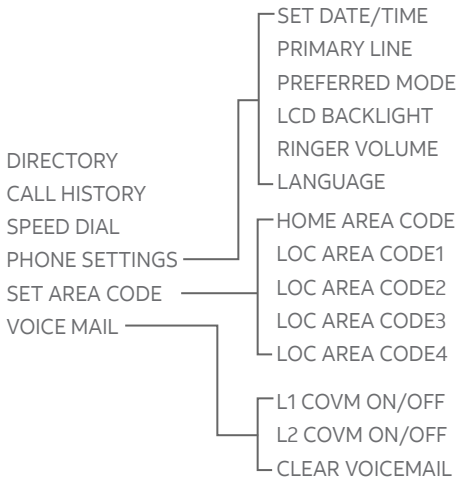 DIRECTORY
CALL HISTORY
SPEED DIAL
PHONE SETTINGS
SET AREA CODE
VOICE MAIL
SET DATE/TIME
PRIMARY LINE
PREFERRED MODE
LCD BACKLIGHT
RINGER VOLUME
LANGUAGE
HOME AREA CODE
LOC AREA CODE1
LOC AREA CODE2
LOC AREA CODE3
LOC AREA CODE4
L1 COVM ON/OFF
L2 COVM ON/OFF
CLEAR VOICEMAIL